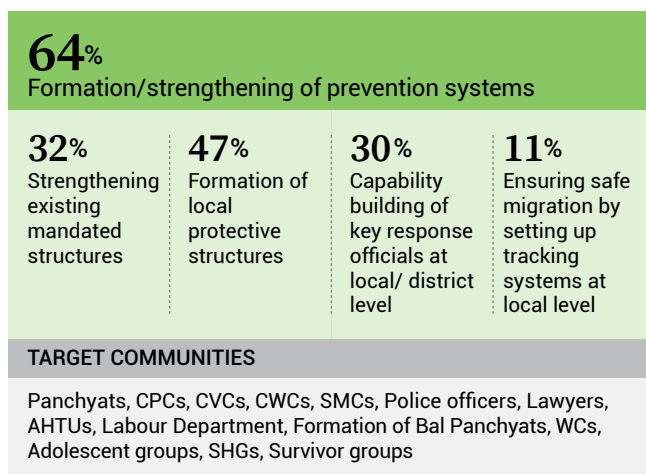 64%
Formation/strengthening of prevention systems
32%
Strengthening
existing
mandated
structures
47%
Formation of
local
protective
structures
30%
Capability
building of
key response
officials at
local/ district
level
11%
Ensuring safe
migration by
setting up
tracking
systems at
local level
TARGET COMMUNITIES
Panchyats, CPCs, CVCs, CWCs, SMCs, Police officers, Lawyers,
AHTUs, Labour Department, Formation of Bal Panchyats, WCs,
Adolescent groups, SHGs, Survivor groups